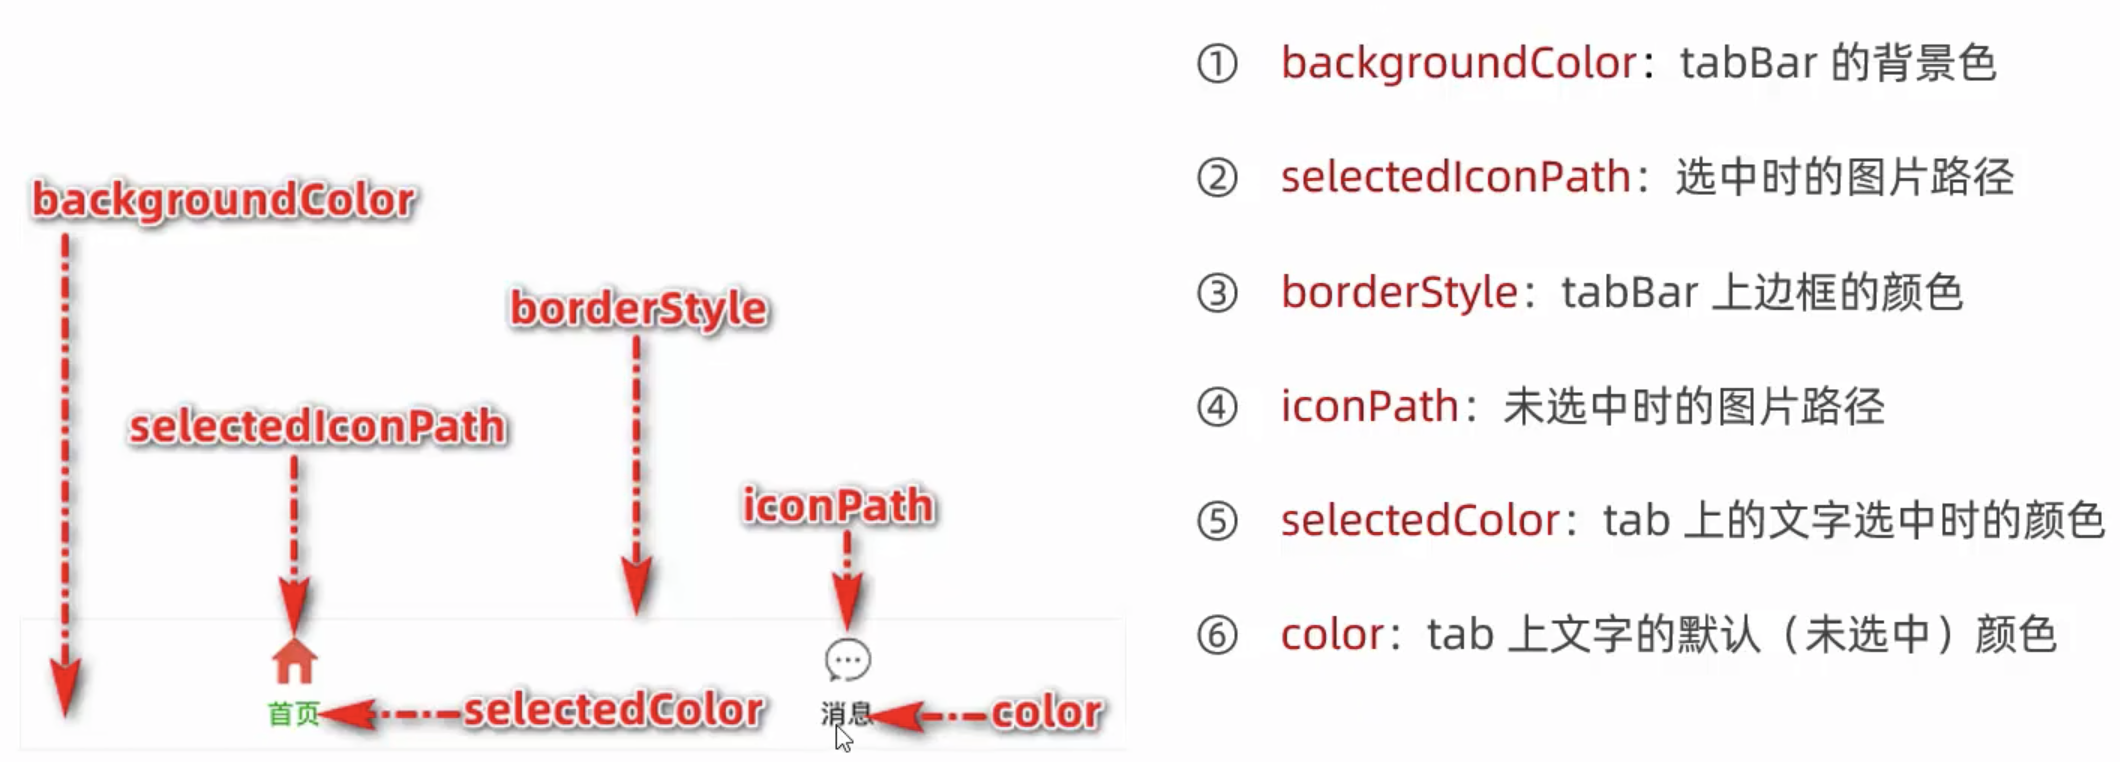 backgroundColor
borderStyle
selectedIconPath
iconPath
首页
selectedColor
消息
color
① backgroundColor：tabBar 的背景色
② selectedIconPath：选中时的图片路径
③ borderStyle：tabBar 上边框的颜色
④ iconPath：未选中时的图片路径
⑤ selectedColor：tab 上的文字选中时的颜色
⑥ color：tab 上文字的默认（未选中）颜色